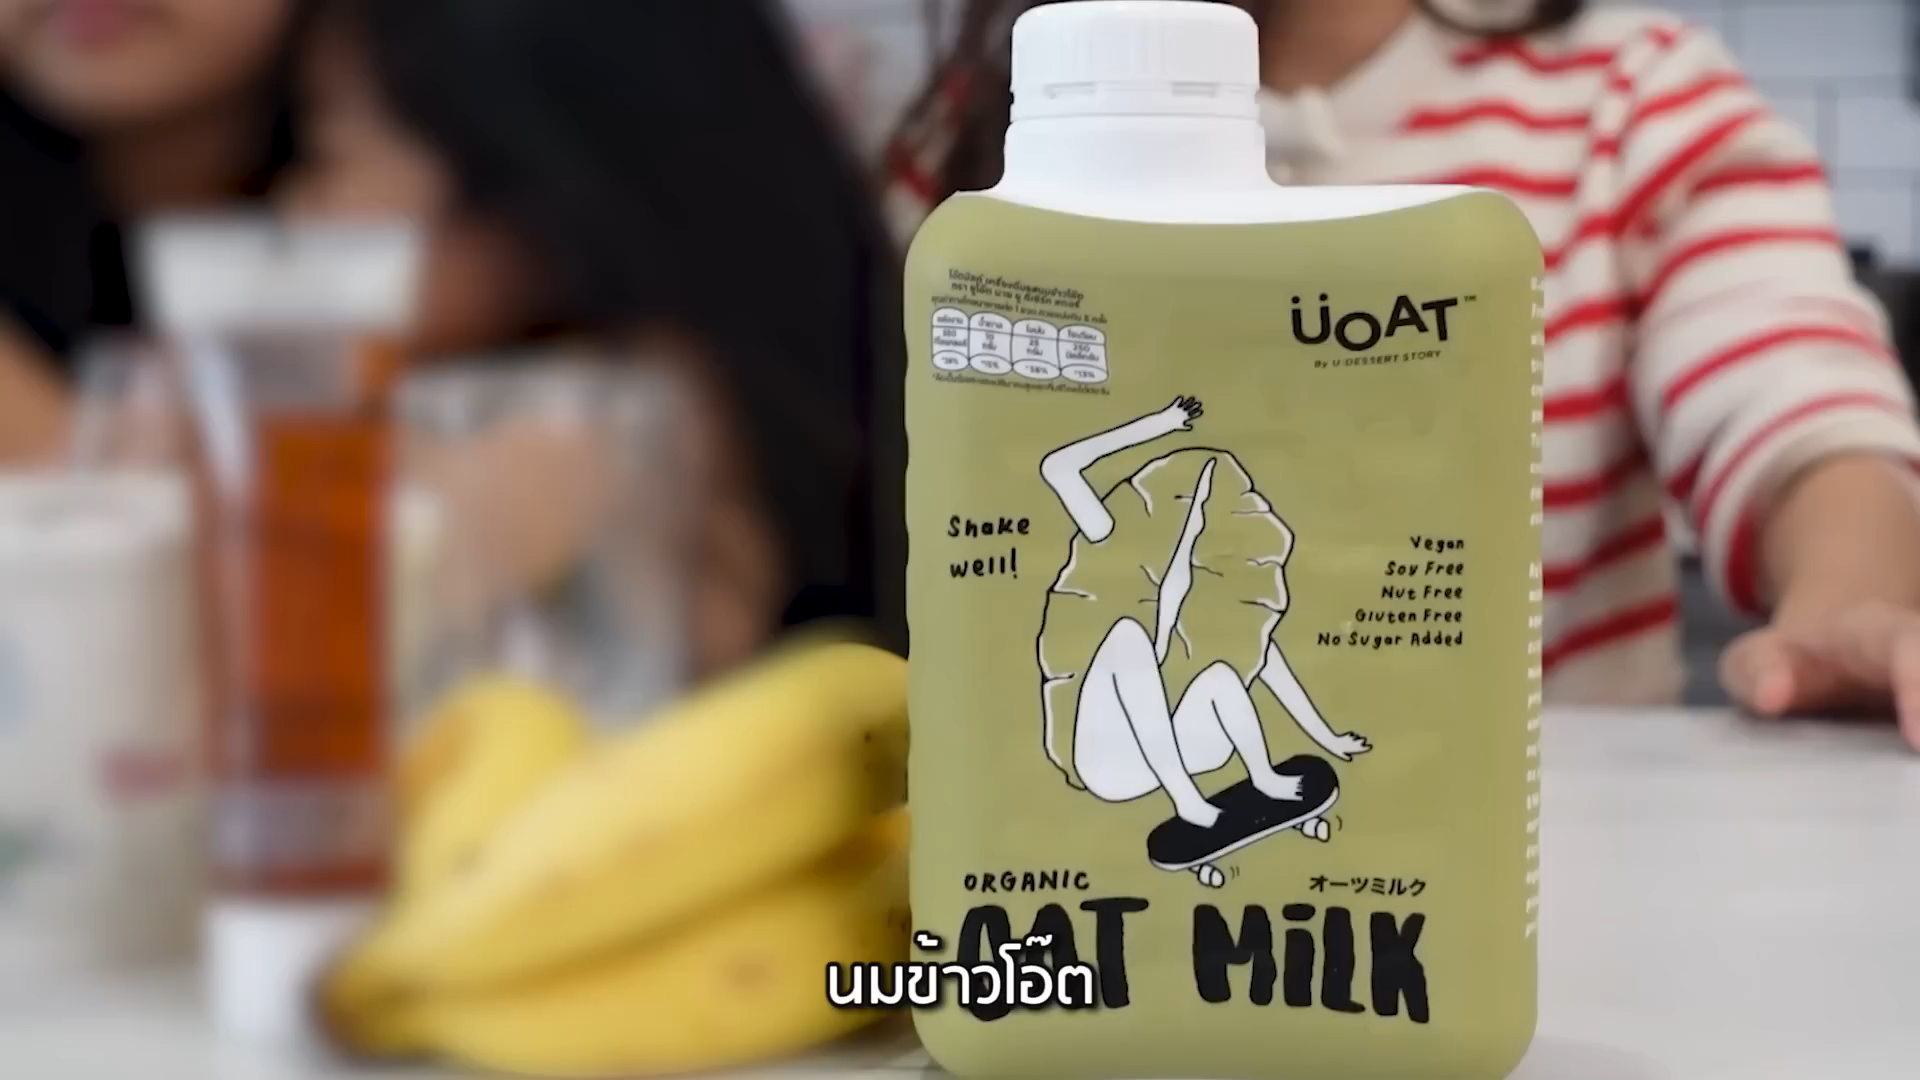 ÜOAT™
By U DESSERT STORY
Shake
well!
Vegan
Soy Free
Nut Free
Gluten Free
No Sugar Added
ORGANIC
オーツミルク
OAT MiLK
นมข้าวโอ๊ต